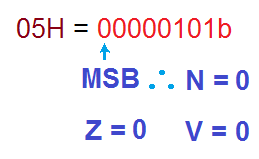 05H = 00000101b
MSB ∴ N = 0
Z = 0 V = 0